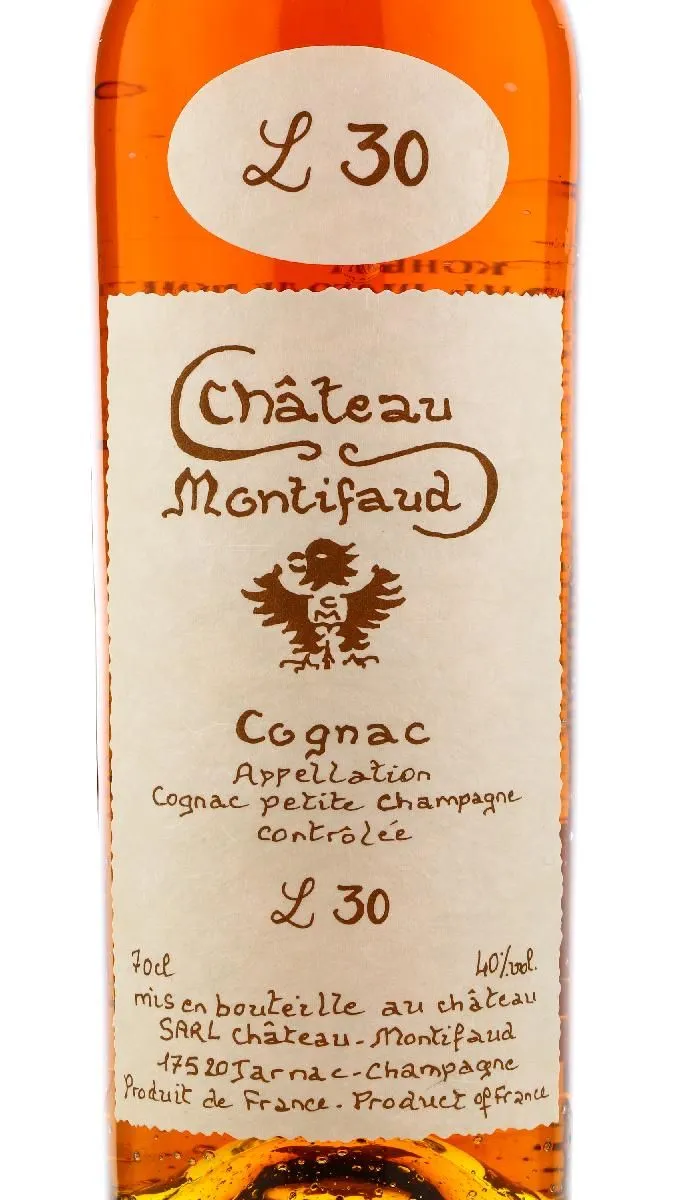 L 30
Château
Montifaud
C
M
Cognac
Appellation
Cognac petite champagne
contrôlée
L 30
70cl 40%vol.
mis en bouteille au château
SARL Château-Montifaud
17520 Jarnac-champagne
Produit de France. Product of France